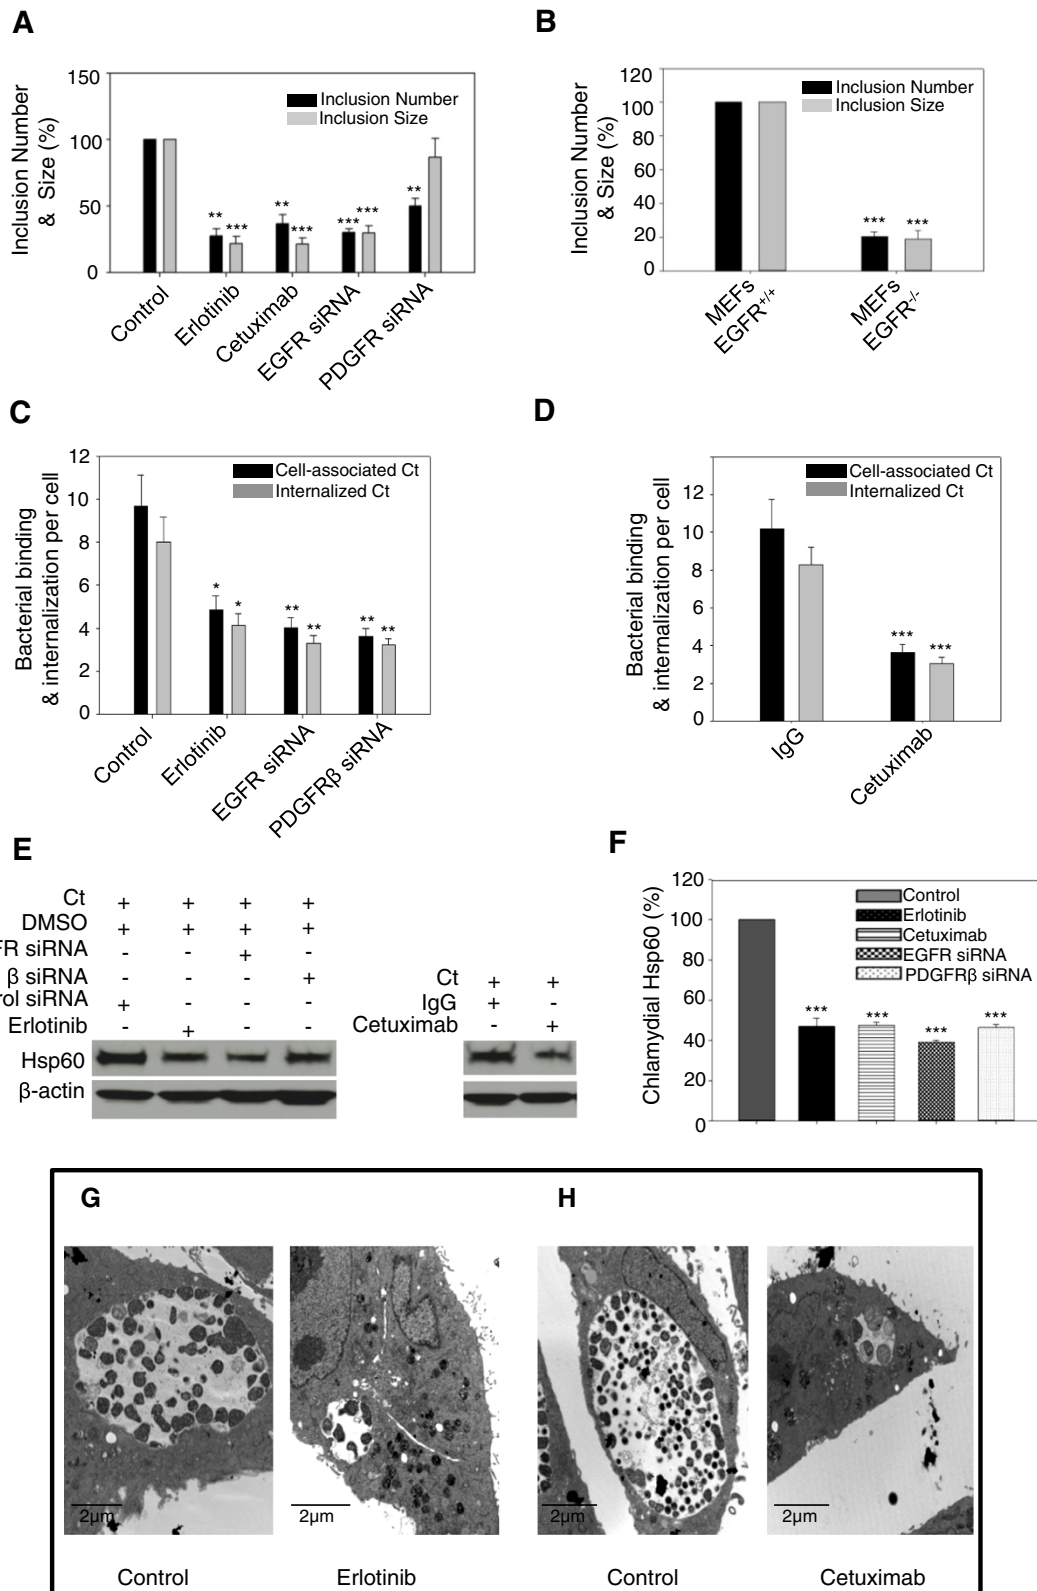 A
Inclusion Number
& Size (%)
150
100
50
0
Inclusion Number
Inclusion Size
**
***
**
***
***
***
**
Control
Erlotinib
Cetuximab
EGFR siRNA
PDGFR siRNA
B
Inclusion Number
& Size (%)
120
100
80
60
40
20
0
Inclusion Number
Inclusion Size
***
***
MEFs
EGFR+/+
MEFs
EGFR-/-
C
Bacterial binding
& internalization per cell
12
10
8
6
4
2
0
Cell-associated Ct
Internalized Ct
*
*
**
**
**
**
Control
Erlotinib
EGFR siRNA
PDGFRβ siRNA
D
Bacterial binding
& internalization per cell
12
10
8
6
4
2
0
Cell-associated Ct
Internalized Ct
***
***
IgG
Cetuximab
E
Ct + + + +
DMSO + + + +
FR siRNA - - + -
β siRNA - - - +
rol siRNA + - - -
Erlotinib - + - -
Hsp60
β-actin
Ct + +
IgG + -
Cetuximab - +
F
Chlamydial Hsp60 (%)
120
100
80
60
40
20
0
Control
Erlotinib
Cetuximab
EGFR siRNA
PDGFRβ siRNA
***
***
***
***
G
2µm
2µm
Control
Erlotinib
H
2µm
2µm
Control
Cetuximab